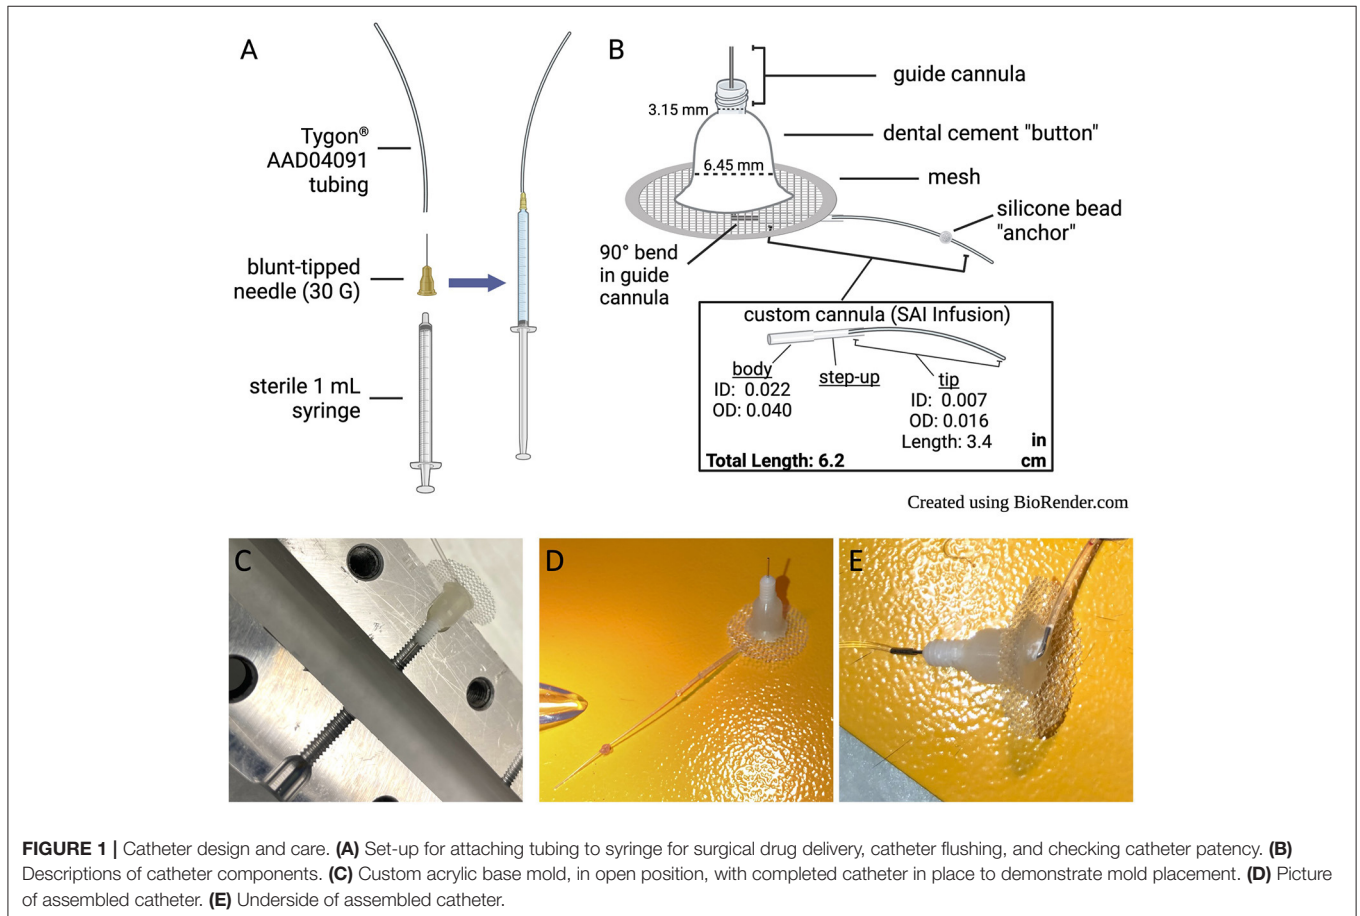 A
Tygon®
AAD04091
tubing
blunt-tipped
needle (30 G)
sterile 1 mL
syringe
B
guide cannula
3.15 mm
dental cement "button"
6.45 mm
mesh
silicone bead
"anchor"
90° bend
in guide
cannula
custom cannula (SAI Infusion)
body
ID: 0.022
OD: 0.040
step-up
tip
ID: 0.007
OD: 0.016
Length: 3.4
in
Total Length: 6.2
cm
Created using BioRender.com
C
D
E
FIGURE 1 | Catheter design and care. (A) Set-up for attaching tubing to syringe for surgical drug delivery, catheter flushing, and checking catheter patency. (B)
Descriptions of catheter components. (C) Custom acrylic base mold, in open position, with completed catheter in place to demonstrate mold placement. (D) Picture
of assembled catheter. (E) Underside of assembled catheter.